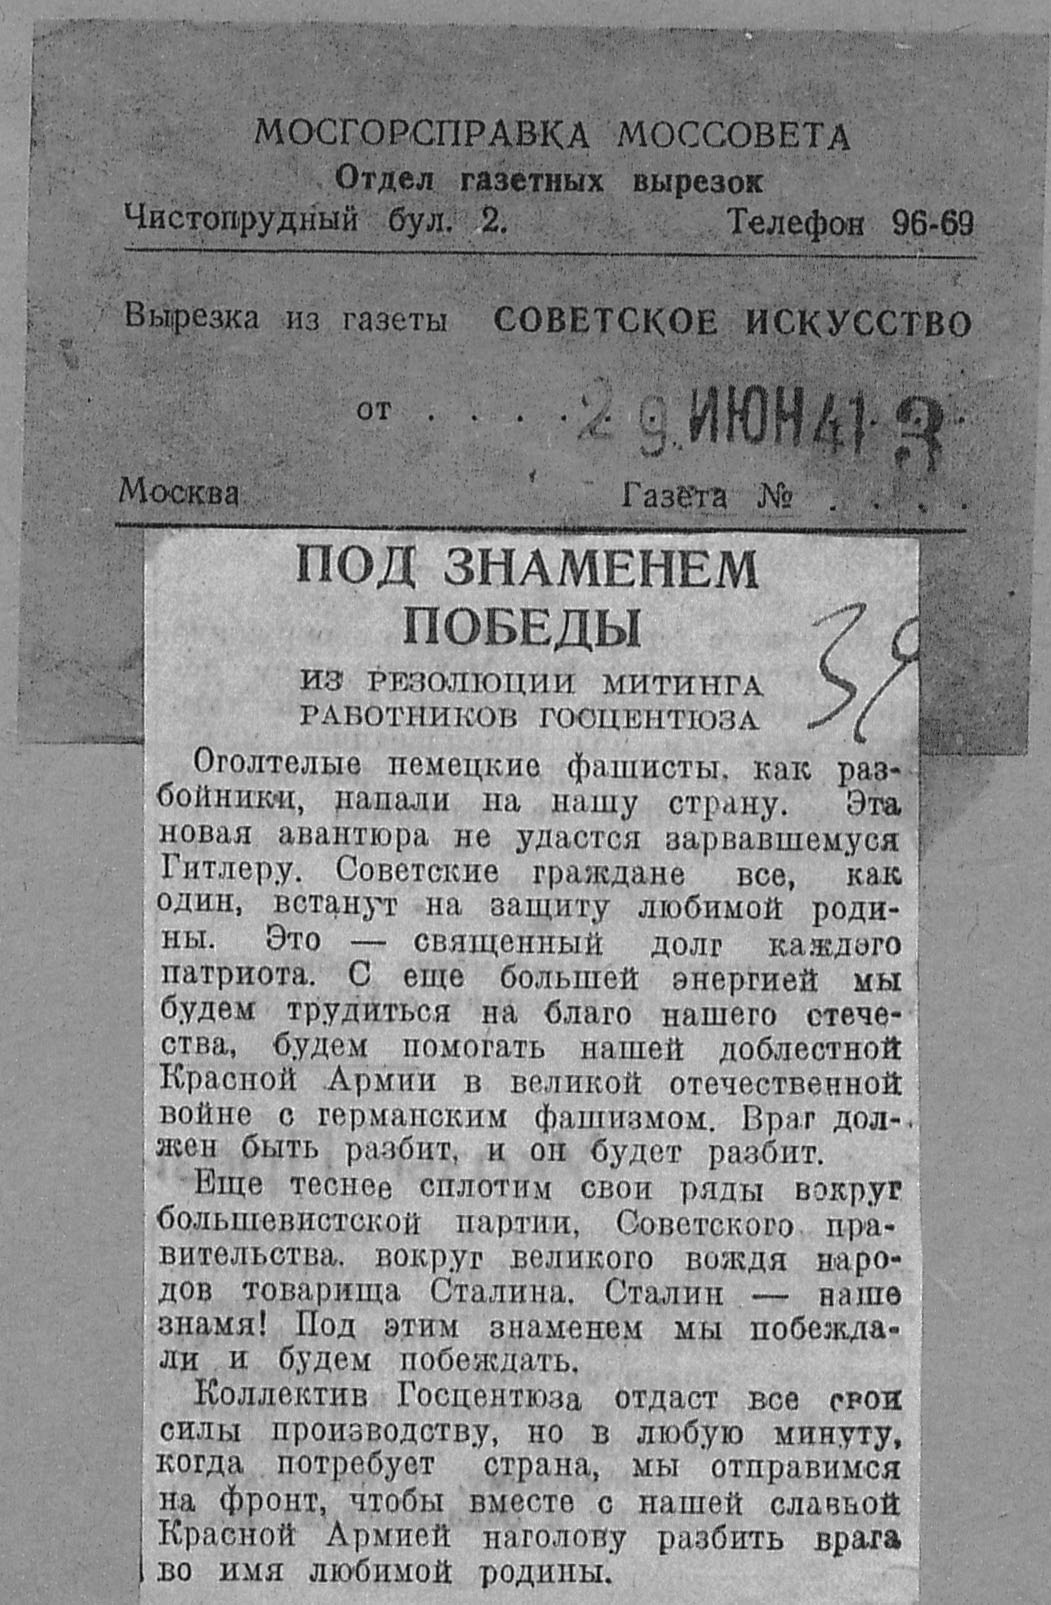 МОСГОРСПРАВКА МОССОВЕТА
Отдел газетных вырезок
Чистопрудный бул. 2. Телефон 96-69
Вырезка из газеты СОВЕТСКОЕ ИСКУССТВО
от . . . . . 29 ИЮН 41 3
Москва Газета № . . . .
ПОД ЗНАМЕНЕМ
ПОБЕДЫ
39
ИЗ РЕЗОЛЮЦИИ МИТИНГА
РАБОТНИКОВ ГОСЦЕНТЮЗА
Оголтелые немецкие фашисты, как раз-
бойники, напали на нашу страну. Эта
новая авантюра не удастся зарвавшемуся
Гитлеру. Советские граждане все, как
один, встанут на защиту любимой роди-
ны. Это — священный долг каждого
патриота. С еще большей энергией мы
будем трудиться на благо нашего отече-
ства, будем помогать нашей доблестной
Красной Армии в великой отечественной
войне с германским фашизмом. Враг дол-
жен быть разбит, и он будет разбит.
Еще теснее сплотим свои ряды вокруг
большевистской партии, Советского пра-
вительства, вокруг великого вождя наро-
дов товарища Сталина. Сталин — наше
знамя! Под этим знаменем мы побежда-
ли и будем побеждать.
Коллектив Госцентюза отдаст все свои
силы производству, но в любую минуту,
когда потребует страна, мы отправимся
на фронт, чтобы вместе с нашей славной
Красной Армией наголову разбить врага
во имя любимой родины.